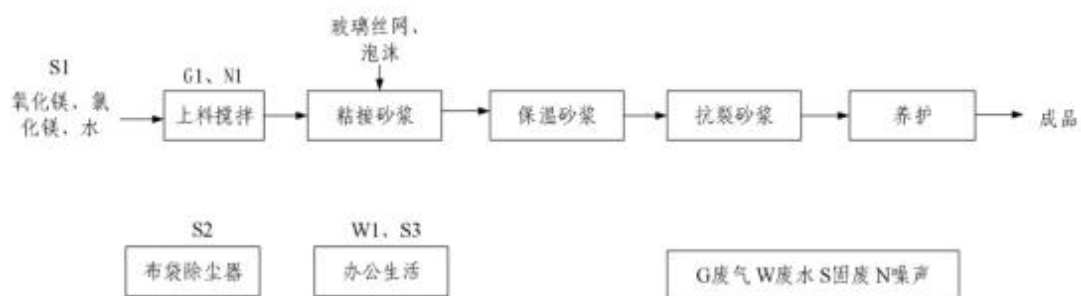 玻璃丝网、
泡沫
S1
G1、N1
氧化镁、氯
化镁、水
上料搅拌
粘接砂浆
保温砂浆
抗裂砂浆
养护
成品
S2
W1、S3
布袋除尘器
办公生活
G废气 W废水 S固废 N噪声